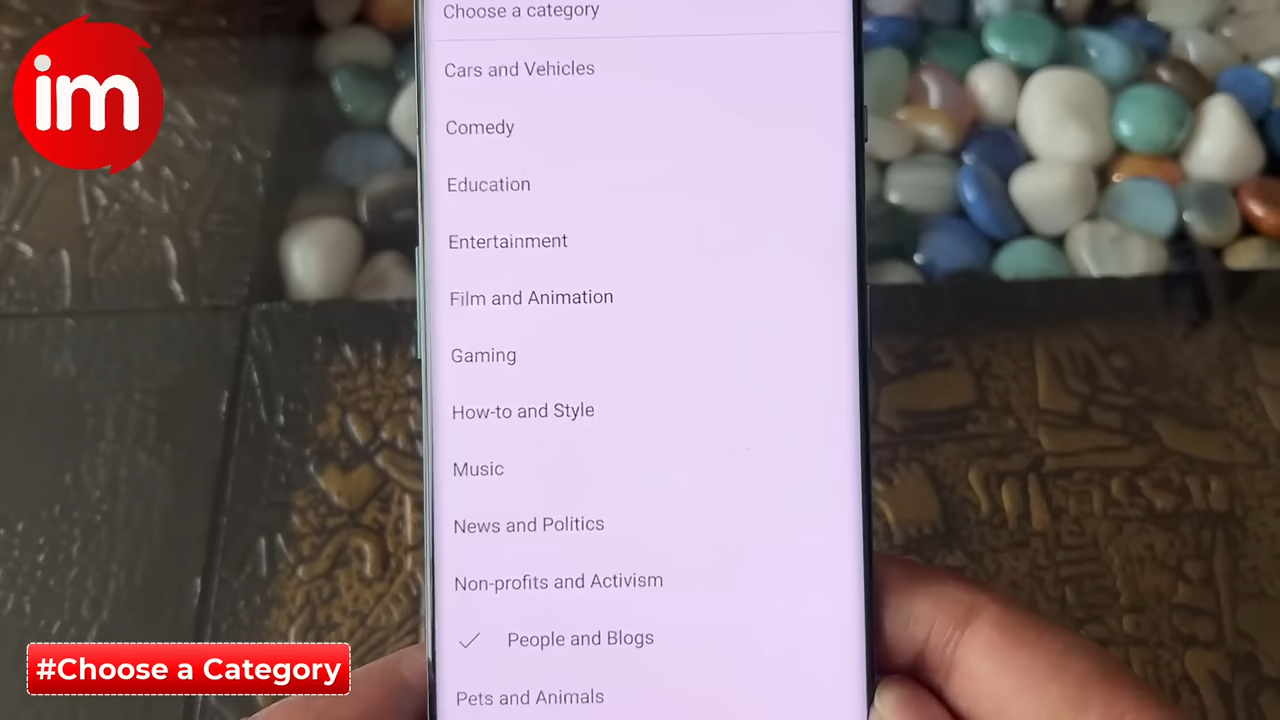 im
Choose a category
Cars and Vehicles
Comedy
Education
Entertainment
Film and Animation
Gaming
How-to and Style
Music
News and Politics
Non-profits and Activism
People and Blogs
Pets and Animals
#Choose a Category